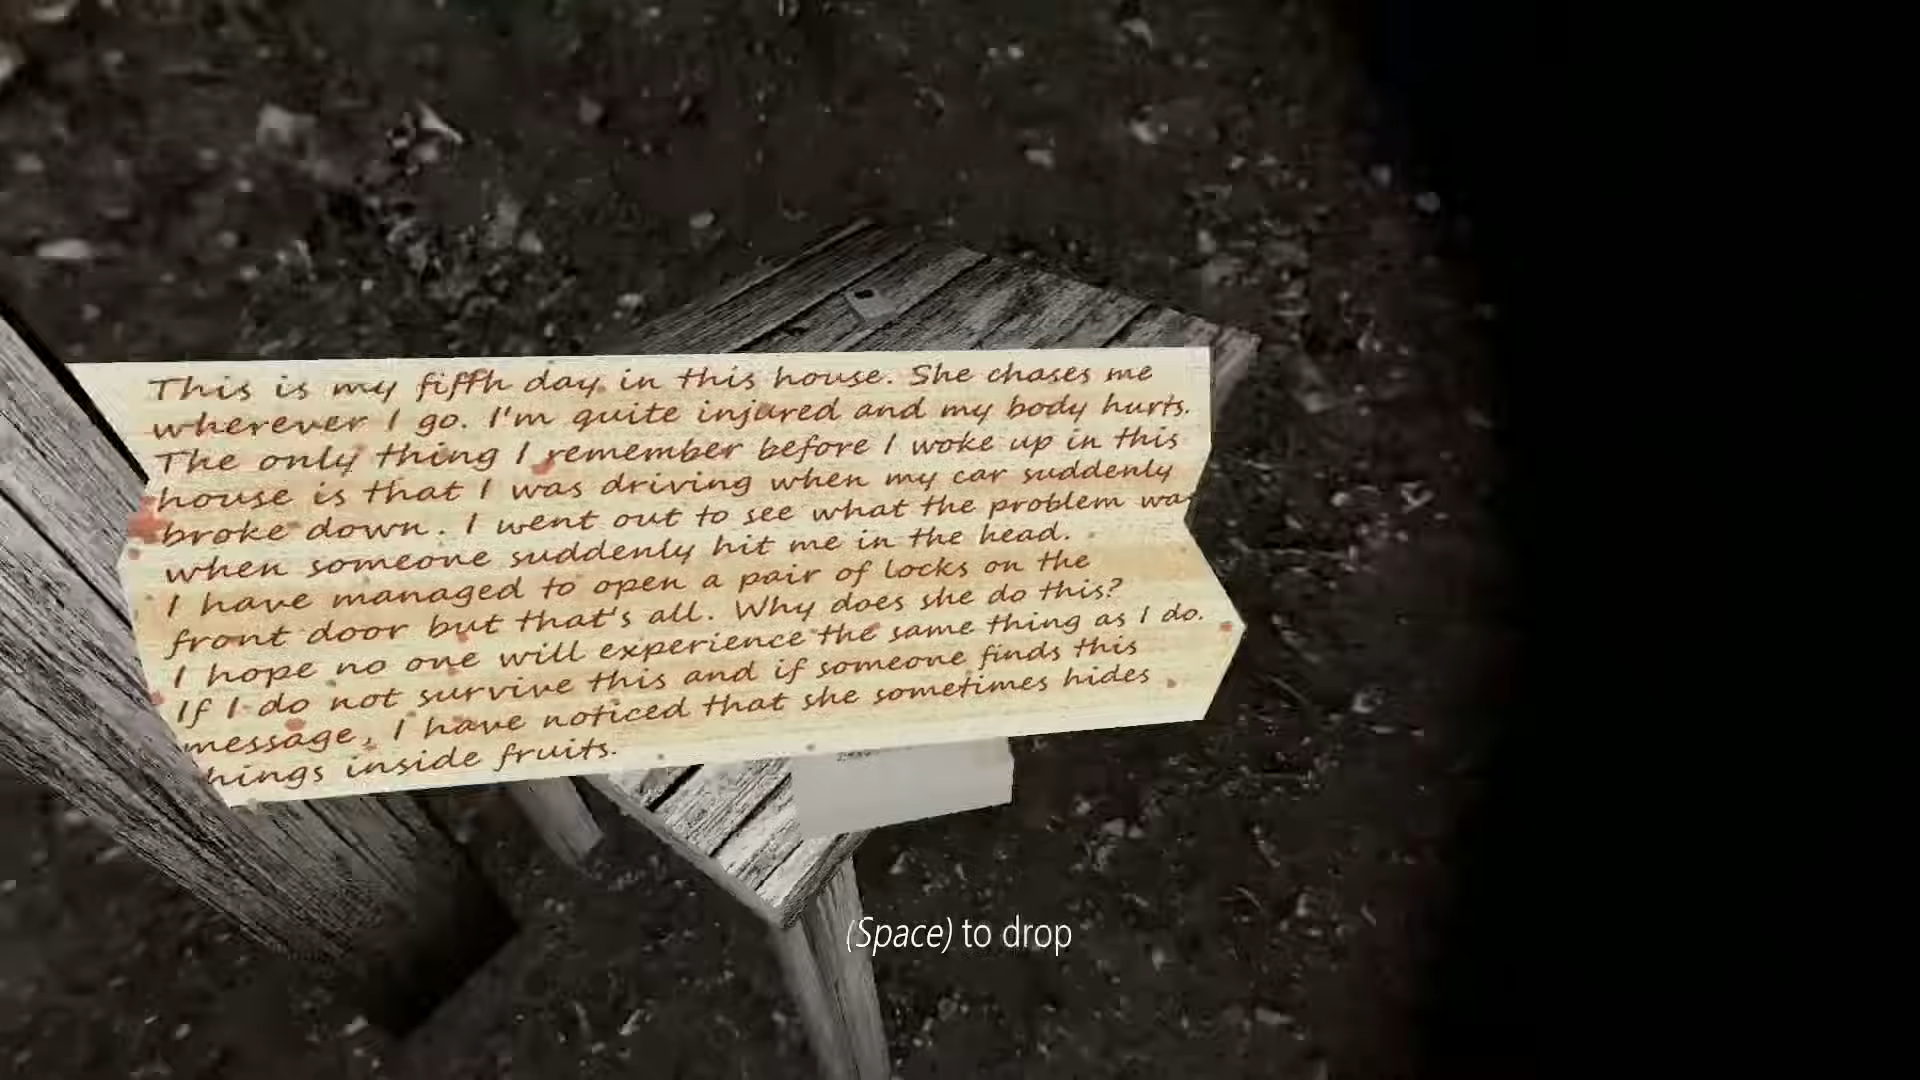 This is my fiffh day in this house. She chases me
wherever I go. I'm quite injured and my body hurts.
The only thing I remember before I woke up in this
house is that I was driving when my car suddenly
broke down. I went out to see what the problem was
when someone suddenly hit me in the head.
I have managed to open a pair of locks on the
front door but that's all. Why does she do this?
I hope no one will experience the same thing as I do.
If I do not survive this and if someone finds this
message, I have noticed that she sometimes hides
things inside fruits.
(Space) to drop